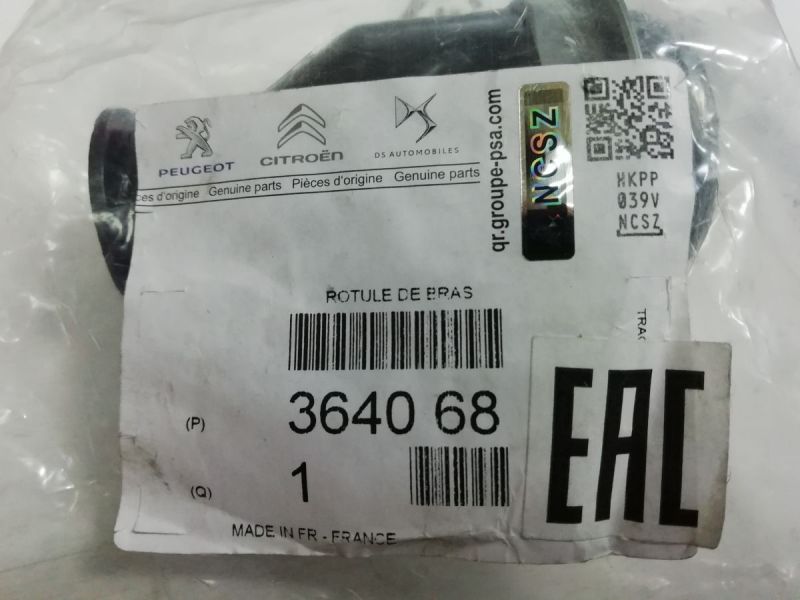 PEUGEOT
CITROËN
DS AUTOMOBILES
ces d'origine Genuine parts Pièces d'origine Genuine parts
qr.groupe-psa.com
NCSZ
HKPP
039V
NCSZ
ROTULE DE BRAS
TRAC
(P) 3640 68
(Q) 1
EAC
MADE IN FR - FRANCE